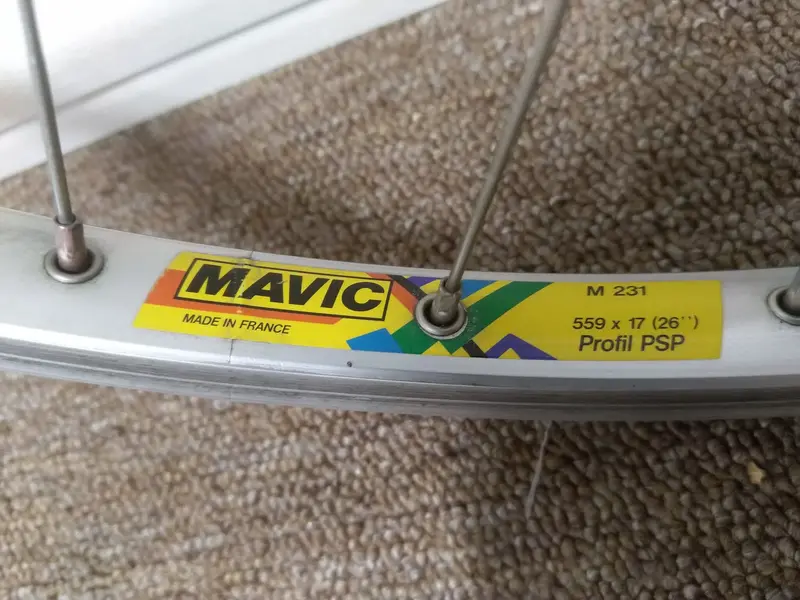 MAVIC
MADE IN FRANCE
M 231
559 x 17 (26'')
Profil PSP